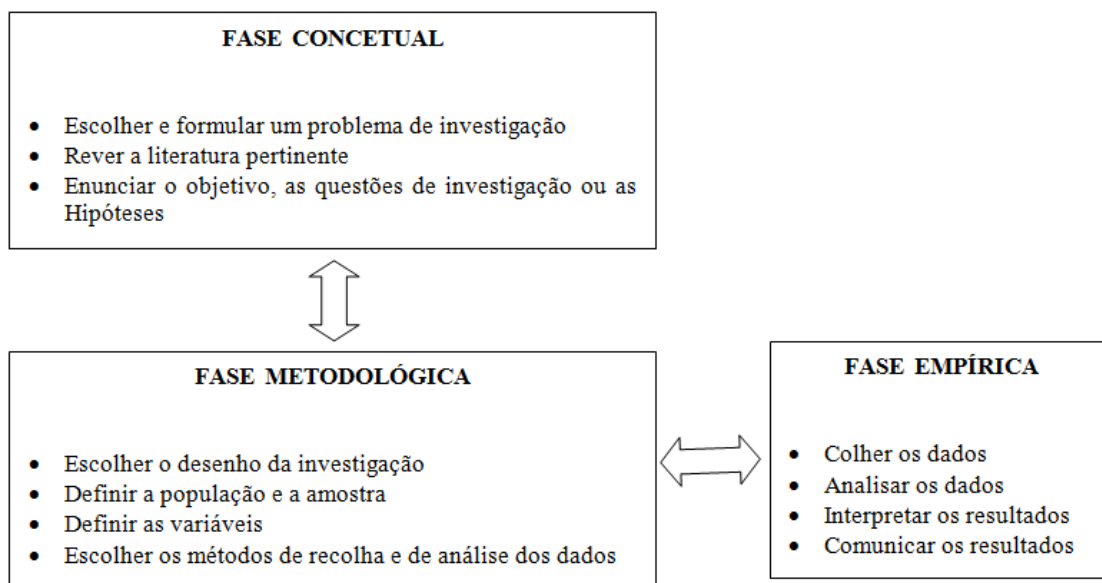 FASE CONCETUAL
• Escolher e formular um problema de investigação
• Rever a literatura pertinente
• Enunciar o objetivo, as questões de investigação ou as
Hipóteses
FASE METODOLÓGICA
• Escolher o desenho da investigação
• Definir a população e a amostra
• Definir as variáveis
• Escolher os métodos de recolha e de análise dos dados
FASE EMPÍRICA
• Colher os dados
• Analisar os dados
• Interpretar os resultados
• Comunicar os resultados